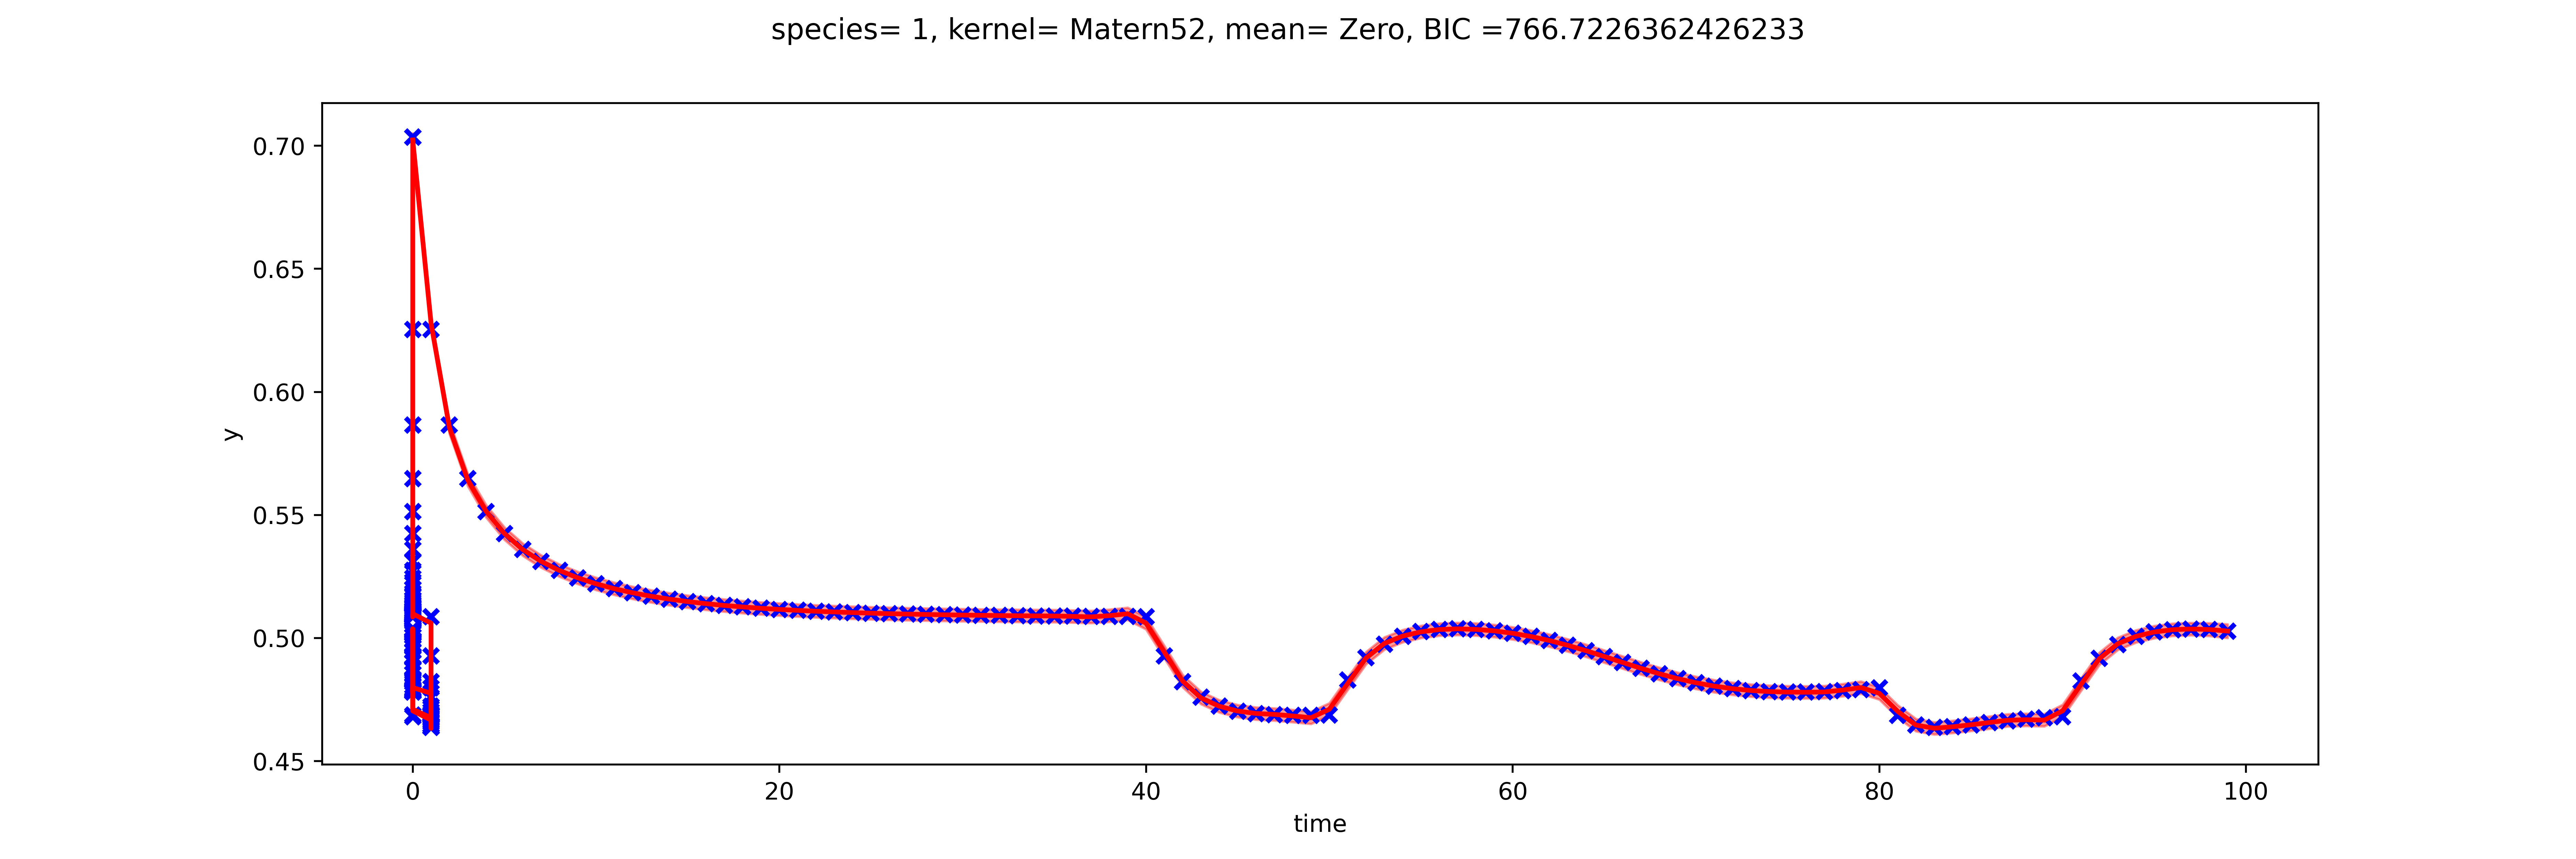 species= 1, kernel= Matern52, mean= Zero, BIC =766.7226362426233
0.70
0.65
0.60
0.55
0.50
0.45
y
0 20 40 60 80 100
time